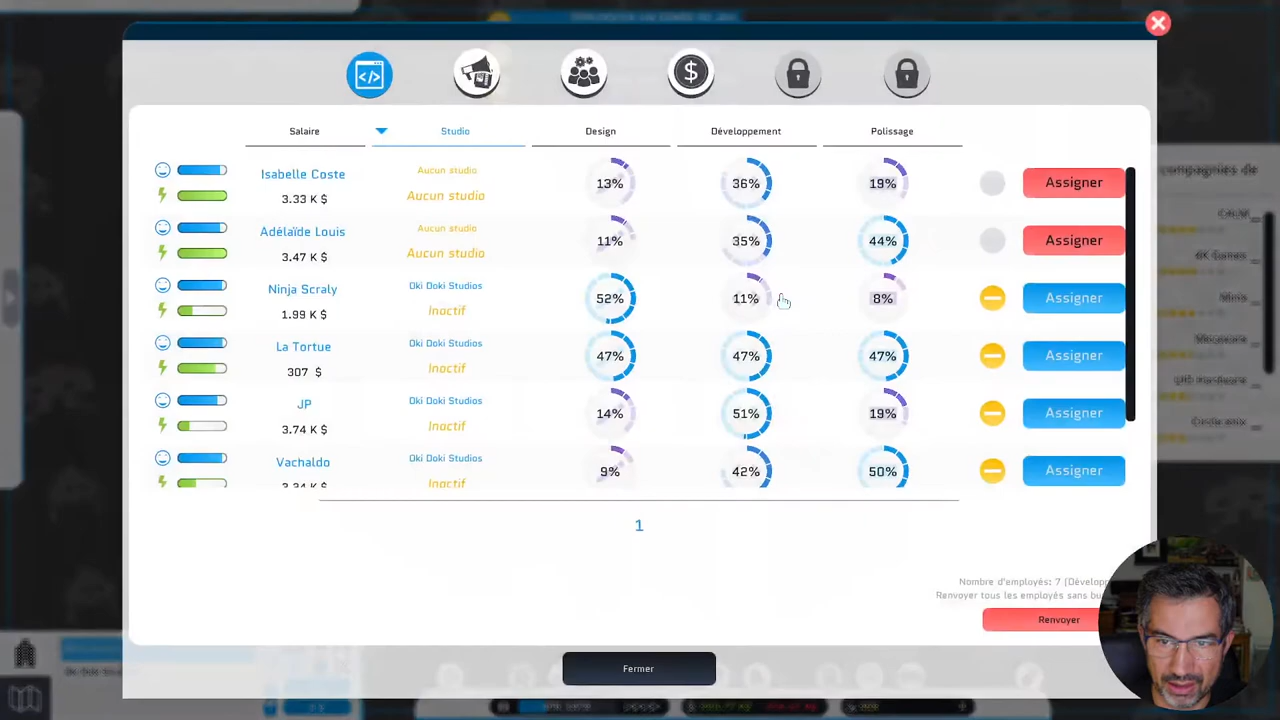 $
Salaire
Studio
Design
Développement
Polissage
Isabelle Coste
3.33 K $
Aucun studio
Aucun studio
13%
36%
19%
Assigner
Adélaïde Louis
3.47 K $
Aucun studio
Aucun studio
11%
35%
44%
Assigner
Ninja Scraly
1.99 K $
Oki Doki Studios
Inactif
52%
11%
8%
Assigner
La Tortue
307 $
Oki Doki Studios
Inactif
47%
47%
47%
Assigner
JP
3.74 K $
Oki Doki Studios
Inactif
14%
51%
19%
Assigner
Vachaldo
Oki Doki Studios
Inactif
9%
42%
50%
Assigner
1
Nombre d'employés: 7 (Dévelop
Renvoyer tous les employés sans bu
Renvoyer
Fermer